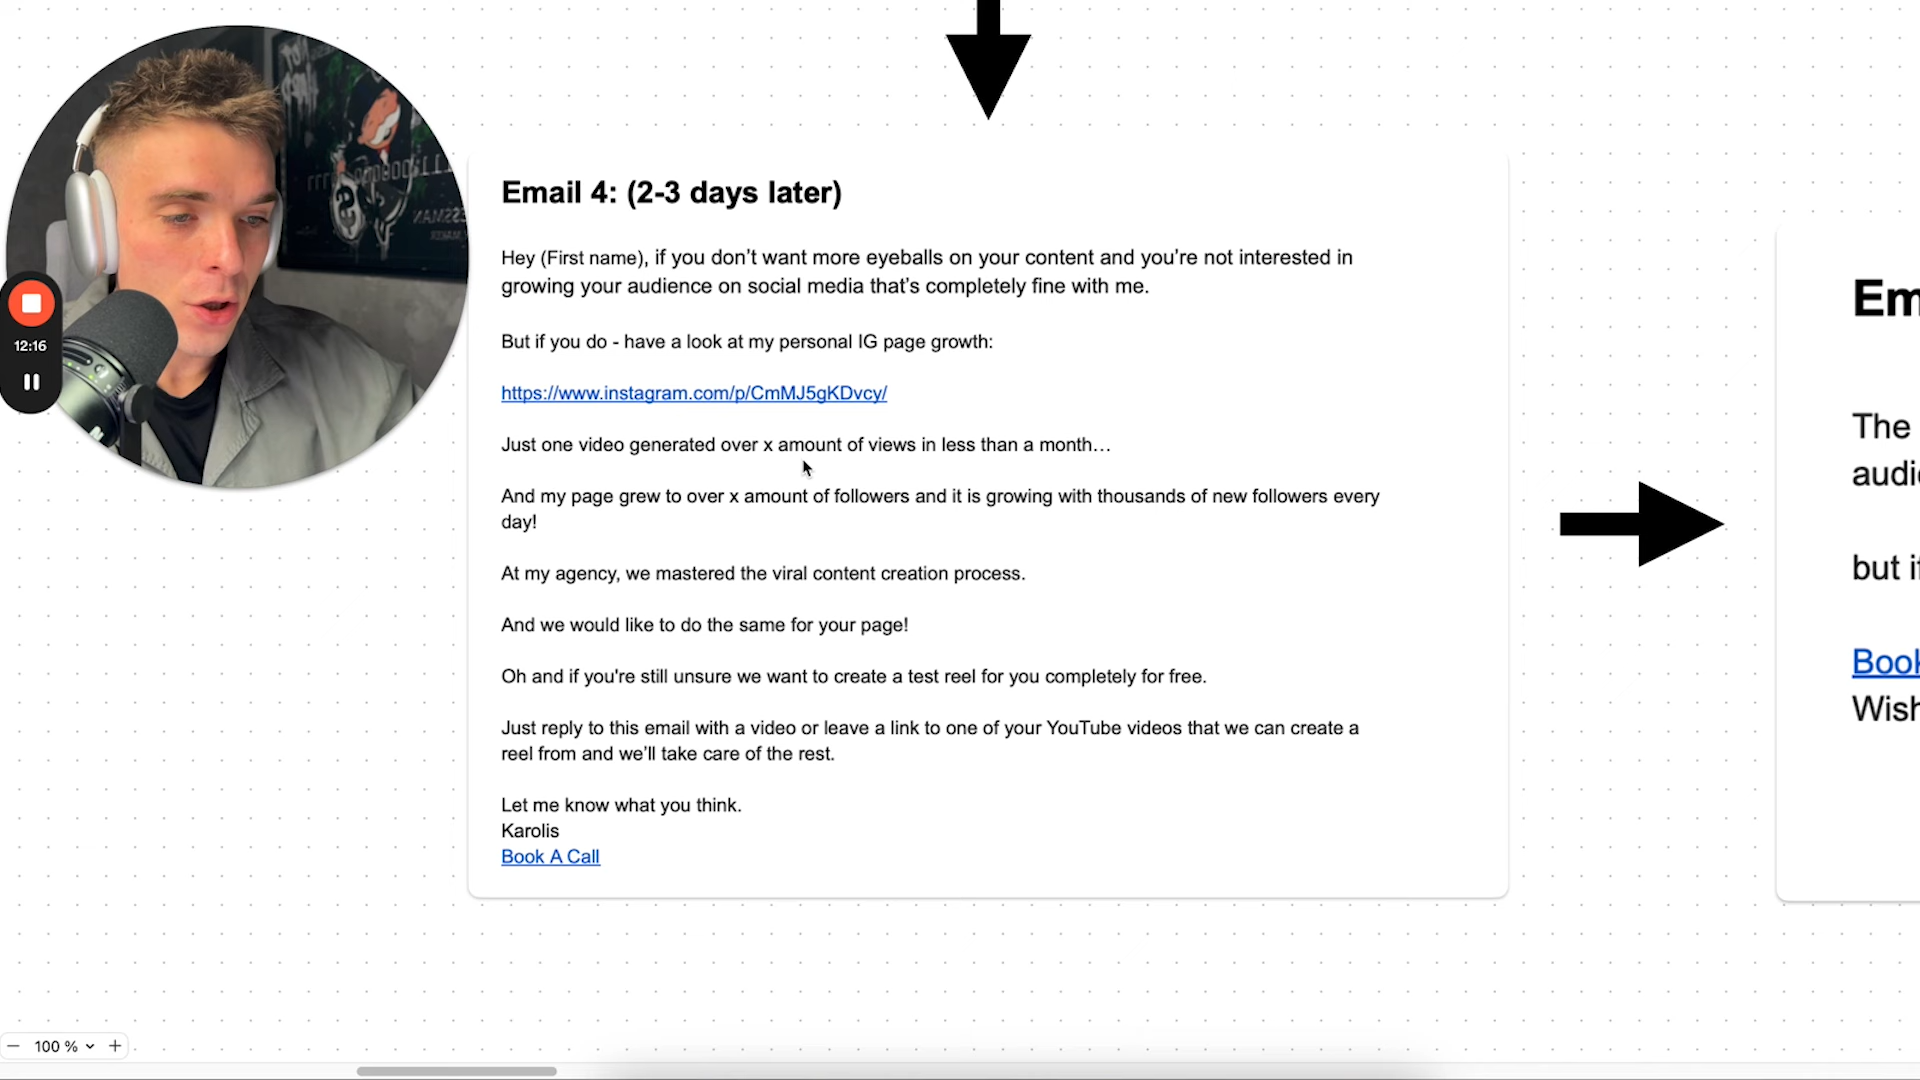 12:16
Email 4: (2-3 days later)
Hey (First name), if you don’t want more eyeballs on your content and you’re not interested in
growing your audience on social media that’s completely fine with me.
But if you do - have a look at my personal IG page growth:
https://www.instagram.com/p/CmMJ5gKDvcy/
Just one video generated over x amount of views in less than a month…
And my page grew to over x amount of followers and it is growing with thousands of new followers every
day!
At my agency, we mastered the viral content creation process.
And we would like to do the same for your page!
Oh and if you're still unsure we want to create a test reel for you completely for free.
Just reply to this email with a video or leave a link to one of your YouTube videos that we can create a
reel from and we’ll take care of the rest.
Let me know what you think.
Karolis
Book A Call
Em
The
audi
but if
Book
Wish
100 %